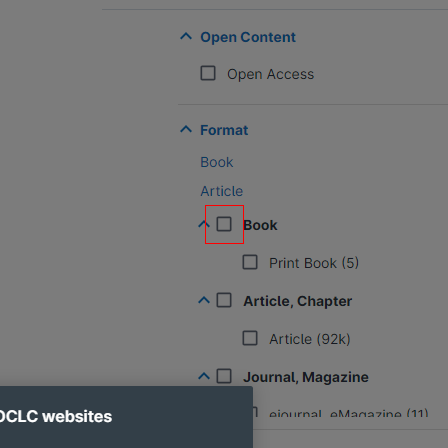 Open Content
Open Access
Format
Book
Article
Book
Print Book (5)
Article, Chapter
Article (92k)
Journal, Magazine
ejournal, eMagazine (11)
OCLC websites